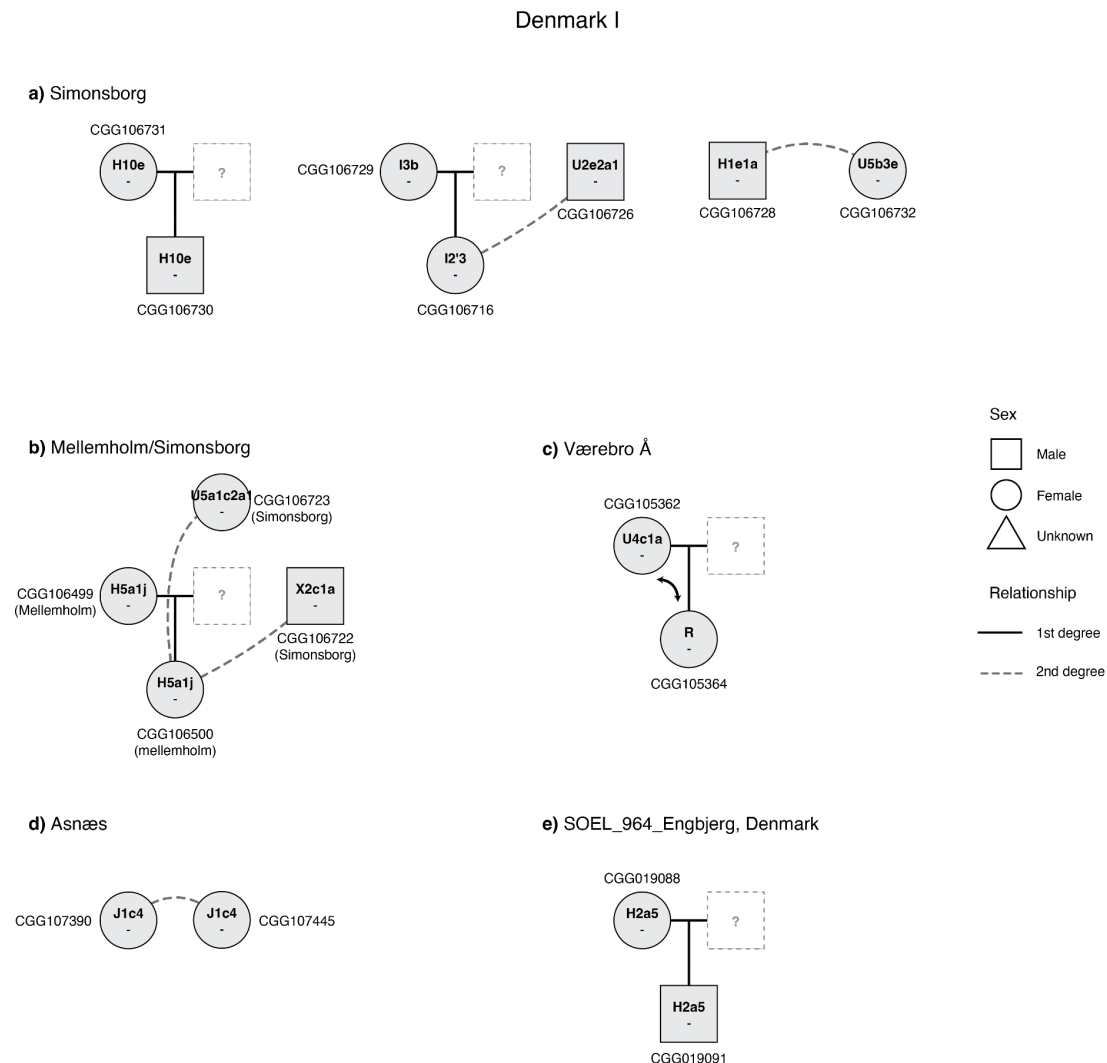 Denmark I
a) Simonsborg
CGG106731
H10e
-
?
H10e
-
CGG106730
CGG106729
I3b
-
?
U2e2a1
-
CGG106726
I2'3
-
CGG106716
H1e1a
-
CGG106728
U5b3e
-
CGG106732
b) Mellemholm/Simonsborg
U5a1c2a1
-
CGG106723
(Simonsborg)
CGG106499
(Mellemholm)
H5a1j
-
?
X2c1a
-
CGG106722
(Simonsborg)
H5a1j
-
CGG106500
(mellemholm)
c) Værebro Å
CGG105362
U4c1a
-
?
R
-
CGG105364
Sex
Male
Female
Unknown
Relationship
1st degree
2nd degree
d) Asnæs
CGG107390
J1c4
-
J1c4
-
CGG107445
e) SOEL_964_Engbjerg, Denmark
CGG019088
H2a5
-
?
H2a5
-
CGG019091